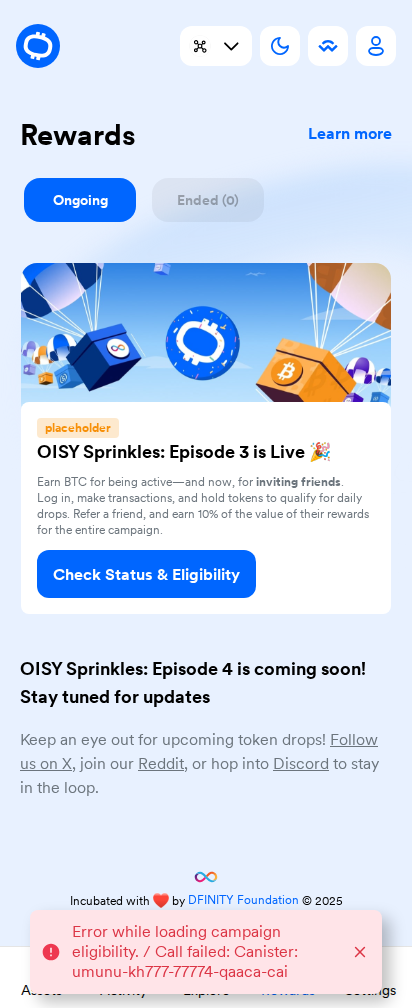 Rewards
Learn more
Ongoing
Ended (0)
placeholder
OISY Sprinkles: Episode 3 is Live 🎉
Earn BTC for being active—and now, for inviting friends.
Log in, make transactions, and hold tokens to qualify for daily
drops. Refer a friend, and earn 10% of the value of their rewards
for the entire campaign.
Check Status & Eligibility
OISY Sprinkles: Episode 4 is coming soon!
Stay tuned for updates
Keep an eye out for upcoming token drops! Follow
us on X, join our Reddit, or hop into Discord to stay
in the loop.
Incubated with ❤️ by DFINITY Foundation © 2025
Error while loading campaign
eligibility. / Call failed: Canister:
umunu-kh777-77774-qaaca-cai
Assets
Activity
Explore
Rewards
Settings